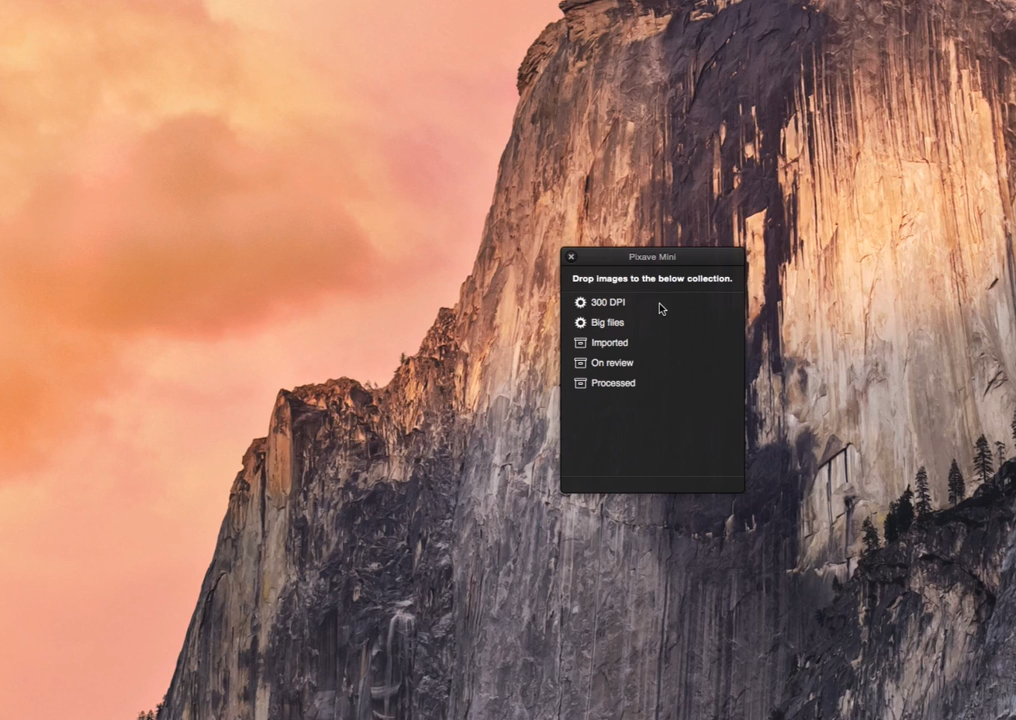 Pixave Mini
Drop images to the below collection.
300 DPI
Big files
Imported
On review
Processed